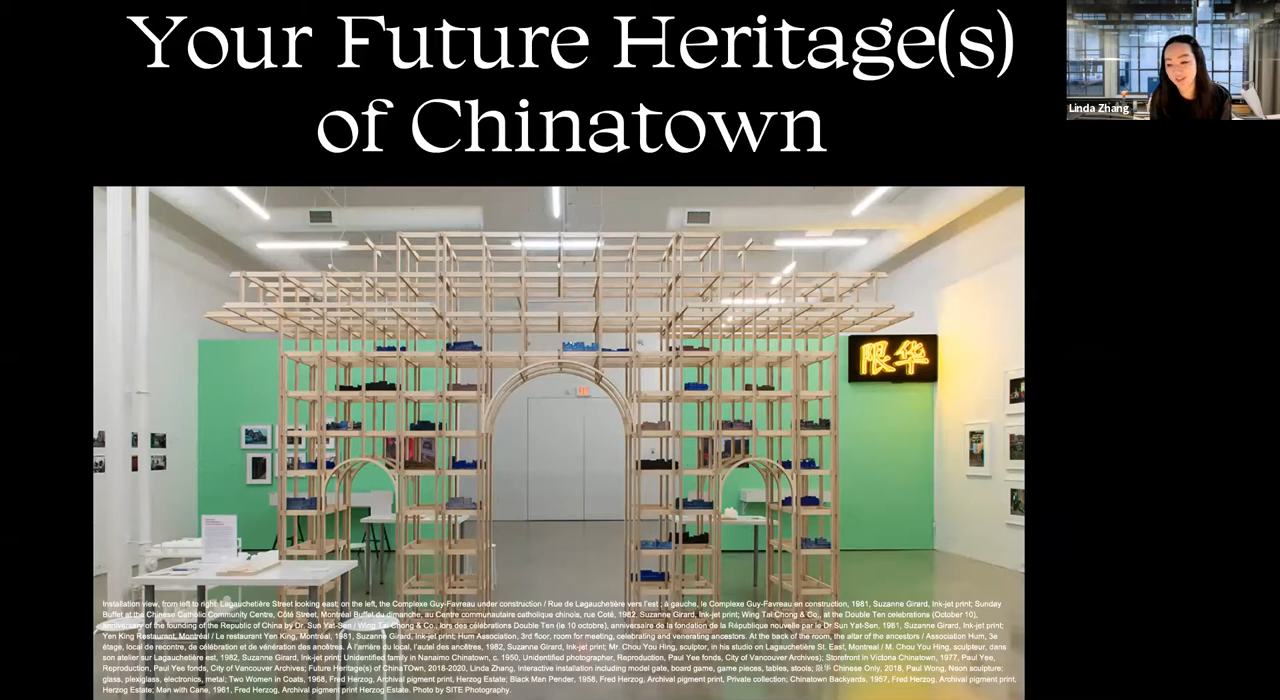 Your Future Heritage(s)
of Chinatown
Linda Zhang
限华
Installation view, from left to right: Lagauchetière Street looking east; on the left, the Complexe Guy-Favreau under construction / Rue de Lagauchetière vers l'est ; à gauche, le Complexe Guy-Favreau en construction, 1981, Suzanne Girard, Ink-jet print; Sunday
Buffet at the Chinese Catholic Community Centre, Côté Street, Montréal Buffet du dimanche, au Centre communautaire catholique chinois, rue Coté, 1982, Suzanne Girard, Ink-jet print; Wing Tai Chong & Co., at the Double Ten celebrations (October 10),
anniversary of the founding of the Republic of China by Dr. Sun Yat-Sen / Wing Tai Chong & Co., lors des célébrations Double Ten (le 10 octobre), anniversaire de la fondation de la République nouvelle par le Dr Sun Yat-Sen, 1981, Suzanne Girard, Ink-jet print;
Yen King Restaurant, Montréal / Le restaurant Yen King, Montréal, 1981, Suzanne Girard, Ink-jet print; Hum Association, 3rd floor, room for meeting, celebrating and venerating ancestors. At the back of the room, the altar of the ancestors / Association Hum, 3e
étage, local de recontre, de célébration et de vénération des ancêtres. À l'arrière du local, l'autel des ancêtres, 1982, Suzanne Girard, Ink-jet print; Mr. Chou You Hing, sculptor, in his studio on Lagauchetière St. East, Montreal / M. Chou You Hing, sculpteur, dans
son atelier sur Lagauchetière est, 1982, Suzanne Girard, Ink-jet print; Unidentified family in Nanaimo Chinatown, c. 1950, Unidentified photographer, Reproduction, Paul Yee fonds, City of Vancouver Archives); Storefront in Victoria Chinatown, 1977, Paul Yee,
Reproduction, Paul Yee fonds, City of Vancouver Archives; Future Heritage(s) of ChinaTOwn, 2018-2020, Linda Zhang, Interactive installation including model gate, board game, game pieces, tables, stools; 限华 Chinese Only, 2018, Paul Wong, Neon sculpture:
glass, plexiglass, electronics, metal; Two Women in Coats, 1968, Fred Herzog, Archival pigment print, Herzog Estate; Black Man Pender, 1958, Fred Herzog, Archival pigment print, Private collection; Chinatown Backyards, 1957, Fred Herzog, Archival pigment print,
Herzog Estate; Man with Cane, 1961, Fred Herzog, Archival pigment print Herzog Estate. Photo by SITE Photography.